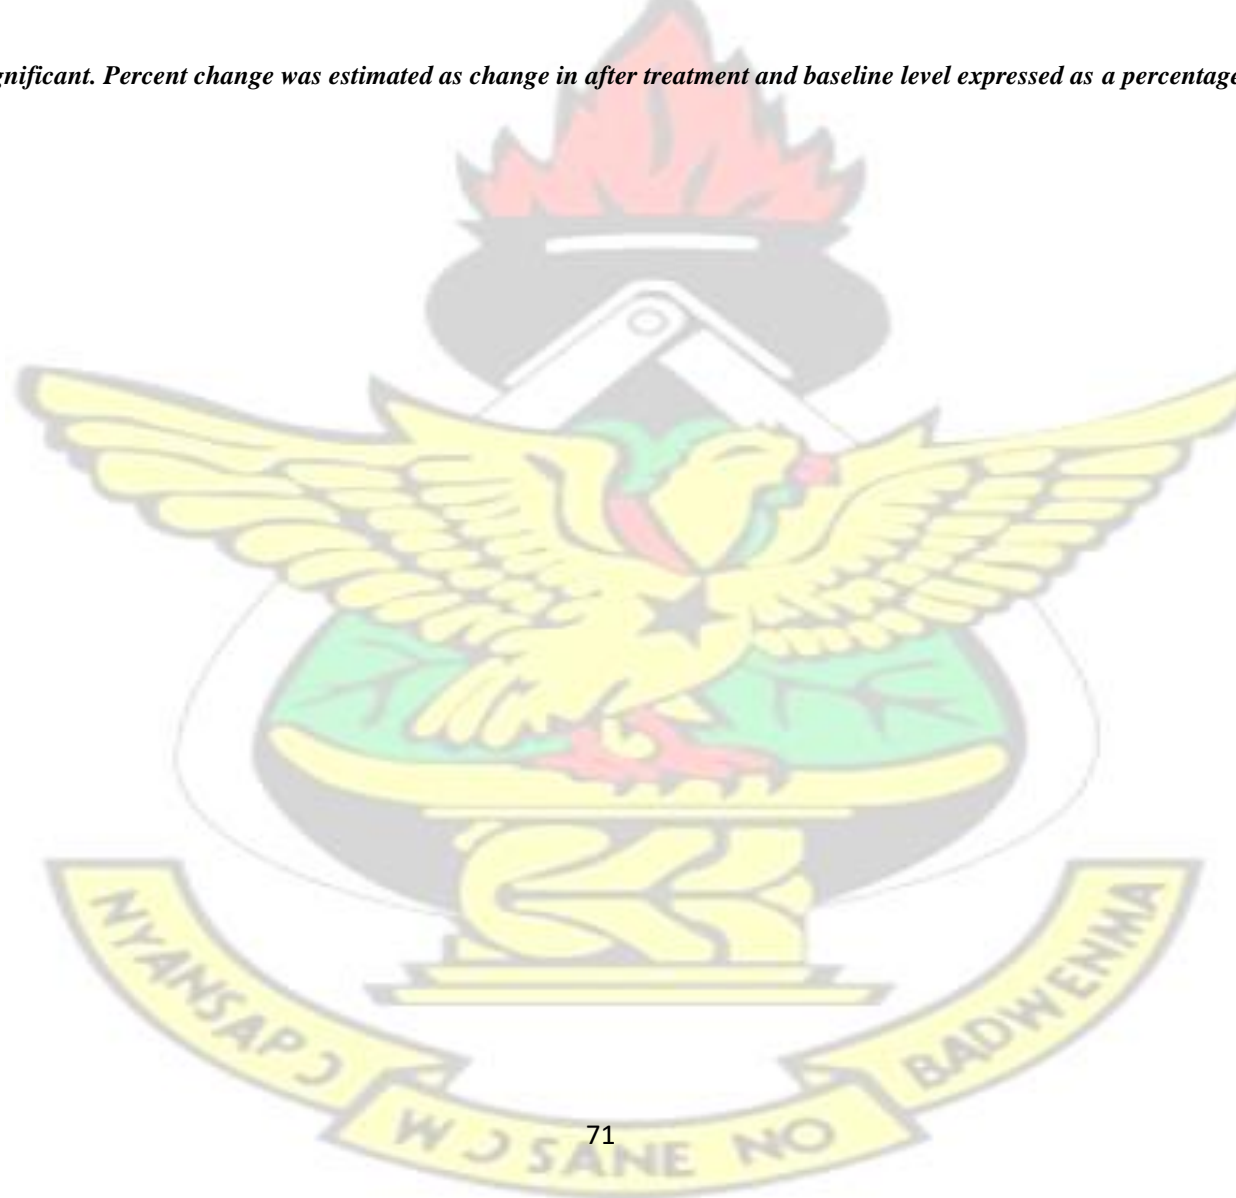 gnificant. Percent change was estimated as change in after treatment and baseline level expressed as a percentage
NYANSAPƆ
WƆSANE NO
BADWENMA
71